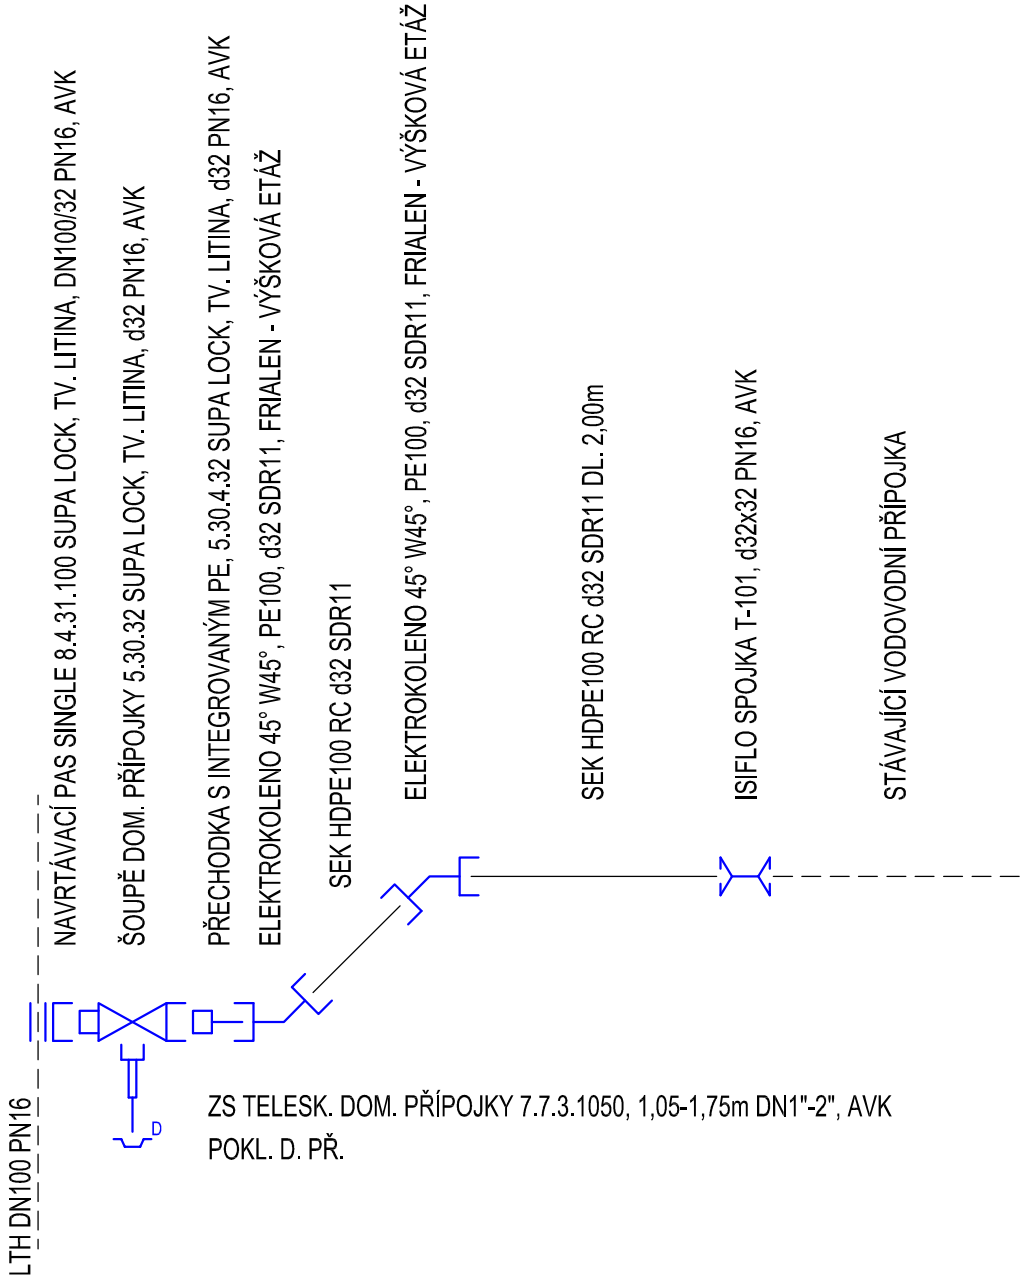 LTH DN100 PN16
NAVRTÁVACÍ PAS SINGLE 8.4.31.100 SUPA LOCK, TV. LITINA, DN100/32 PN16, AVK
ŠOUPĚ DOM. PŘÍPOJKY 5.30.32 SUPA LOCK, TV. LITINA, d32 PN16, AVK
PŘECHODKA S INTEGROVANÝM PE, 5.30.4.32 SUPA LOCK, TV. LITINA, d32 PN16, AVK
ELEKTROKOLENO 45° W45°, PE100, d32 SDR11, FRIALEN - VÝŠKOVÁ ETÁŽ
SEK HDPE100 RC d32 SDR11
ELEKTROKOLENO 45° W45°, PE100, d32 SDR11, FRIALEN - VÝŠKOVÁ ETÁŽ
SEK HDPE100 RC d32 SDR11 DL. 2,00m
ISIFLO SPOJKA T-101, d32x32 PN16, AVK
STÁVAJÍCÍ VODOVODNÍ PŘÍPOJKA
D
ZS TELESK. DOM. PŘÍPOJKY 7.7.3.1050, 1,05-1,75m DN1"-2", AVK
POKL. D. PŘ.